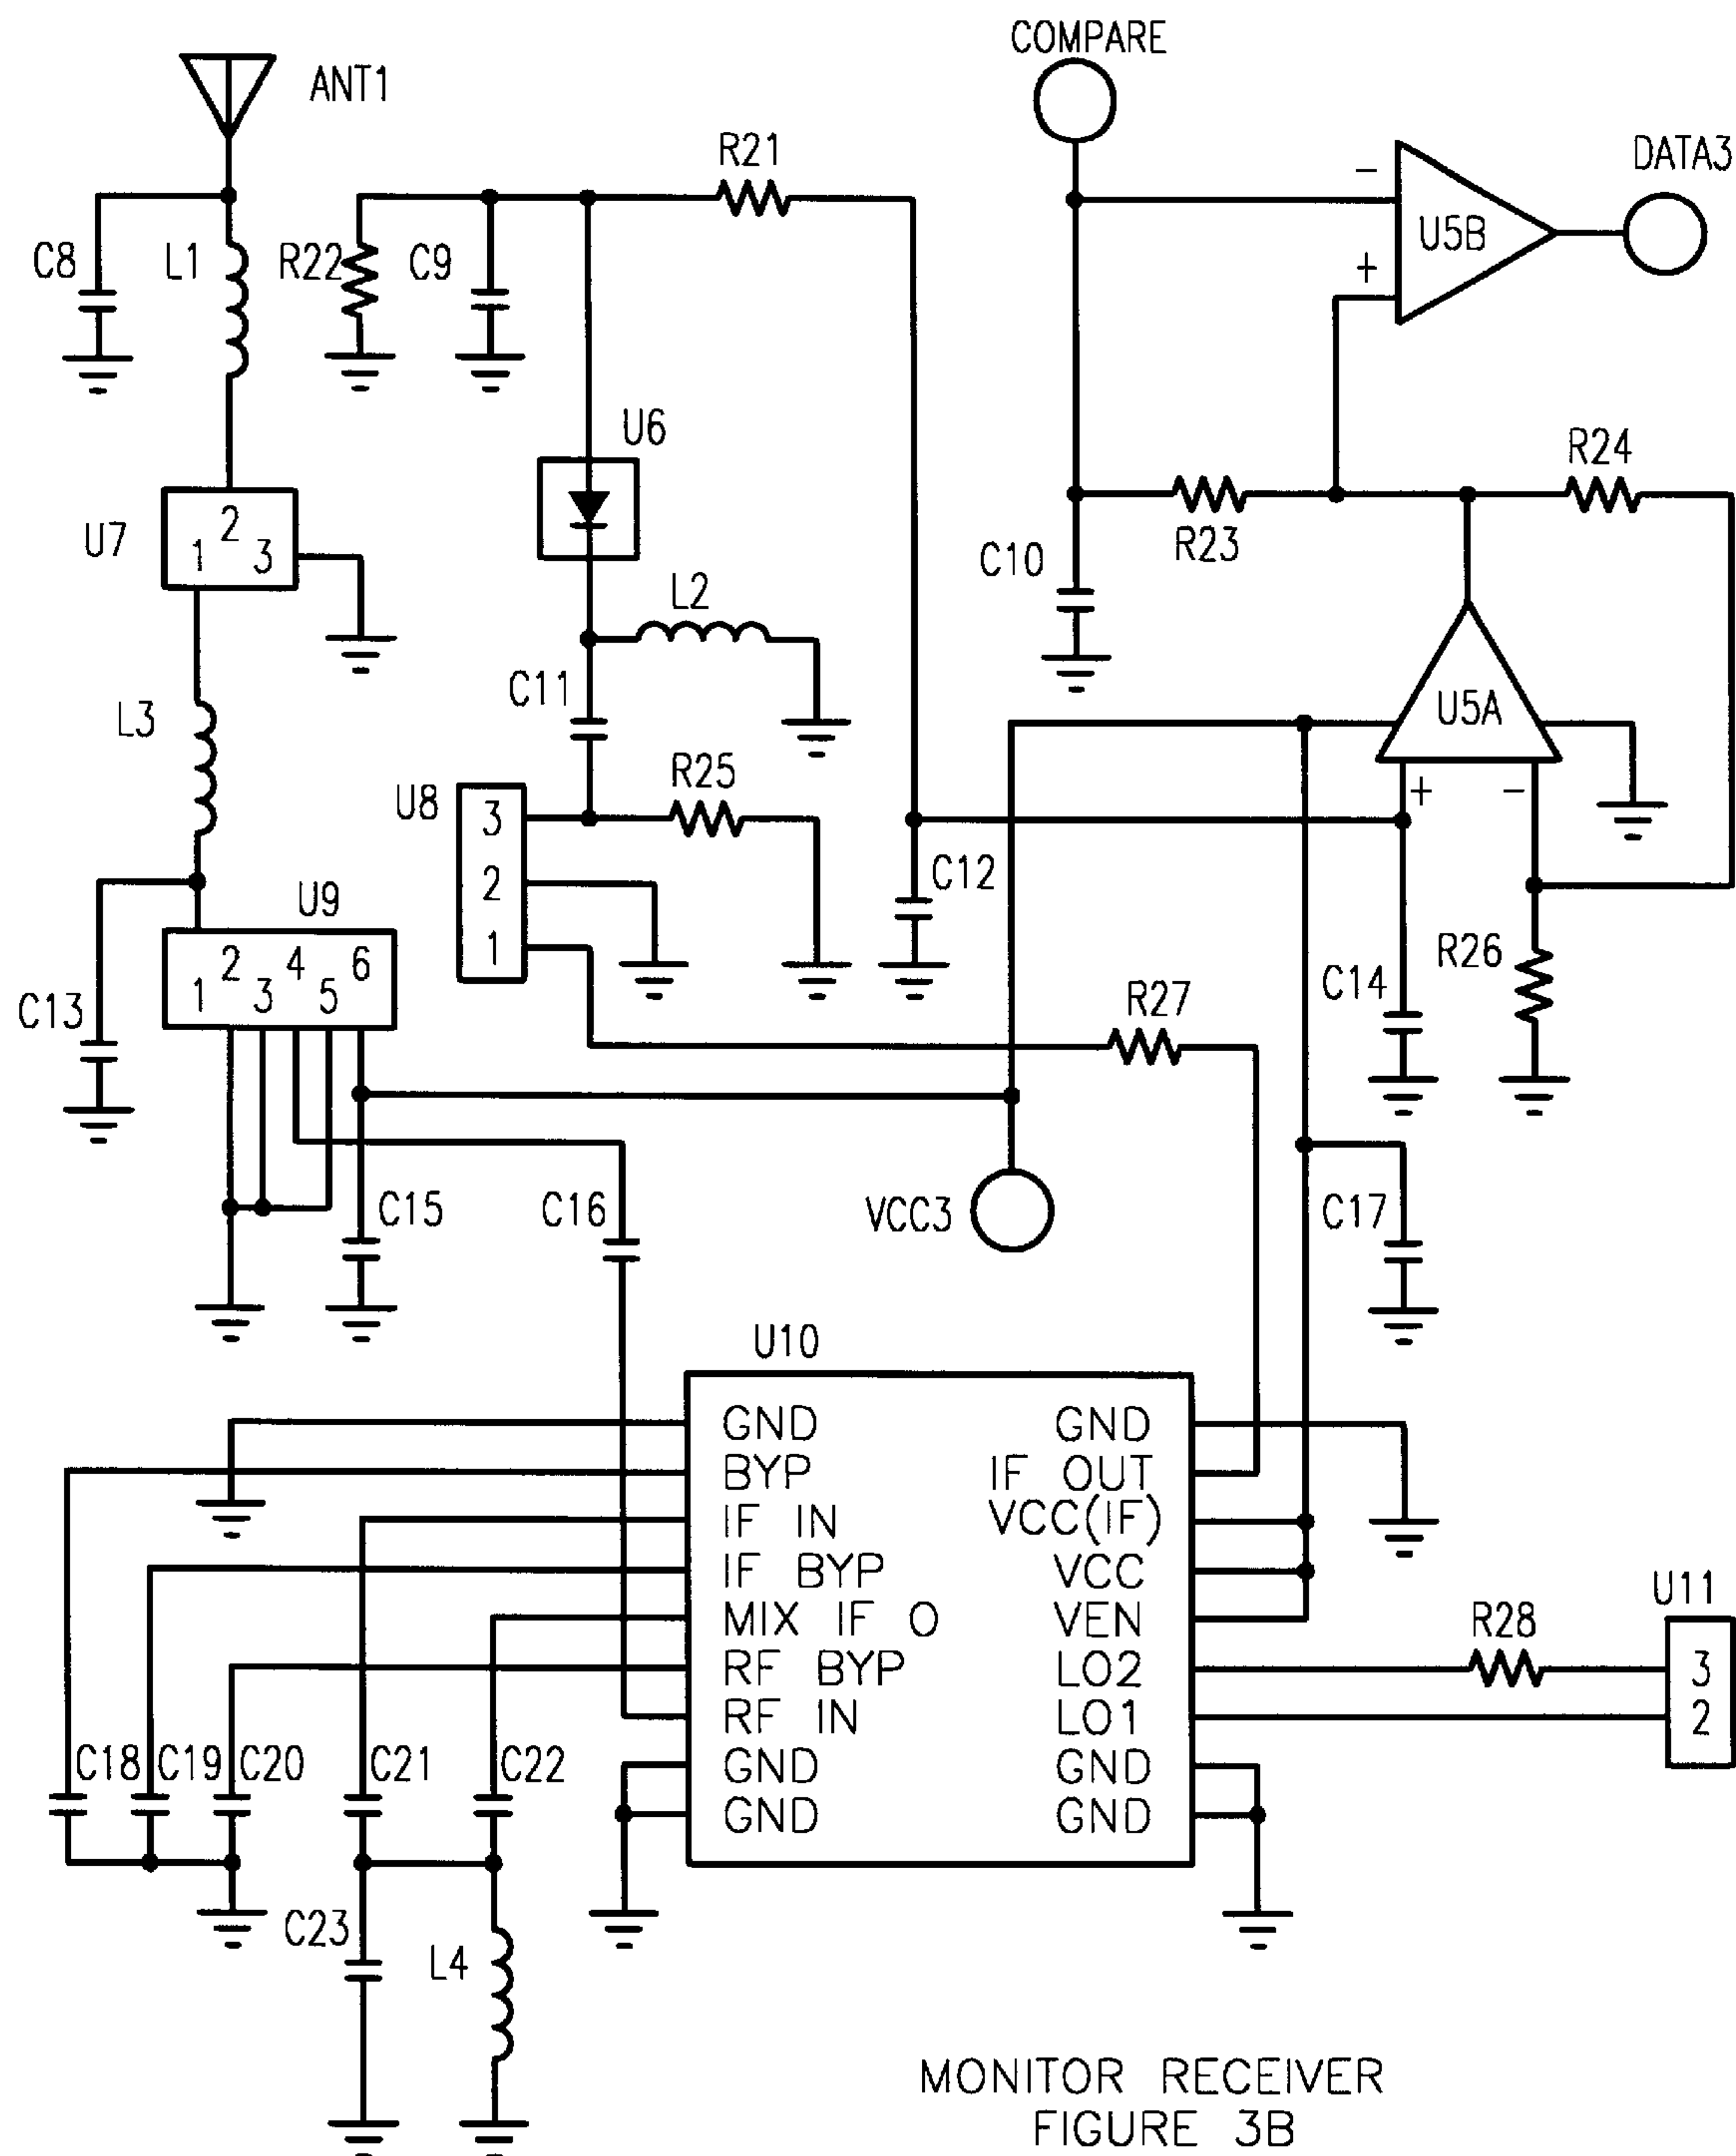 COMPARE
ANT1
R21
DATA3
C8
L1
R22
C9
-
U5B
+
U6
R24
U7
1 2 3
R23
C10
L2
C11
L3
U5A
U8
3
2
1
R25
+ -
C12
U9
1 2 3 4 5 6
C13
R26
C14
R27
C15
C16
VCC3
C17
U10
GND GND
BYP IF OUT
IF IN VCC(IF)
IF BYP VCC
MIX IF O VEN
RF BYP LO2
RF IN LO1
GND GND
GND GND
U11
R28
3
2
C18 C19 C20 C21 C22
C23
L4
MONITOR RECEIVER
FIGURE 3B